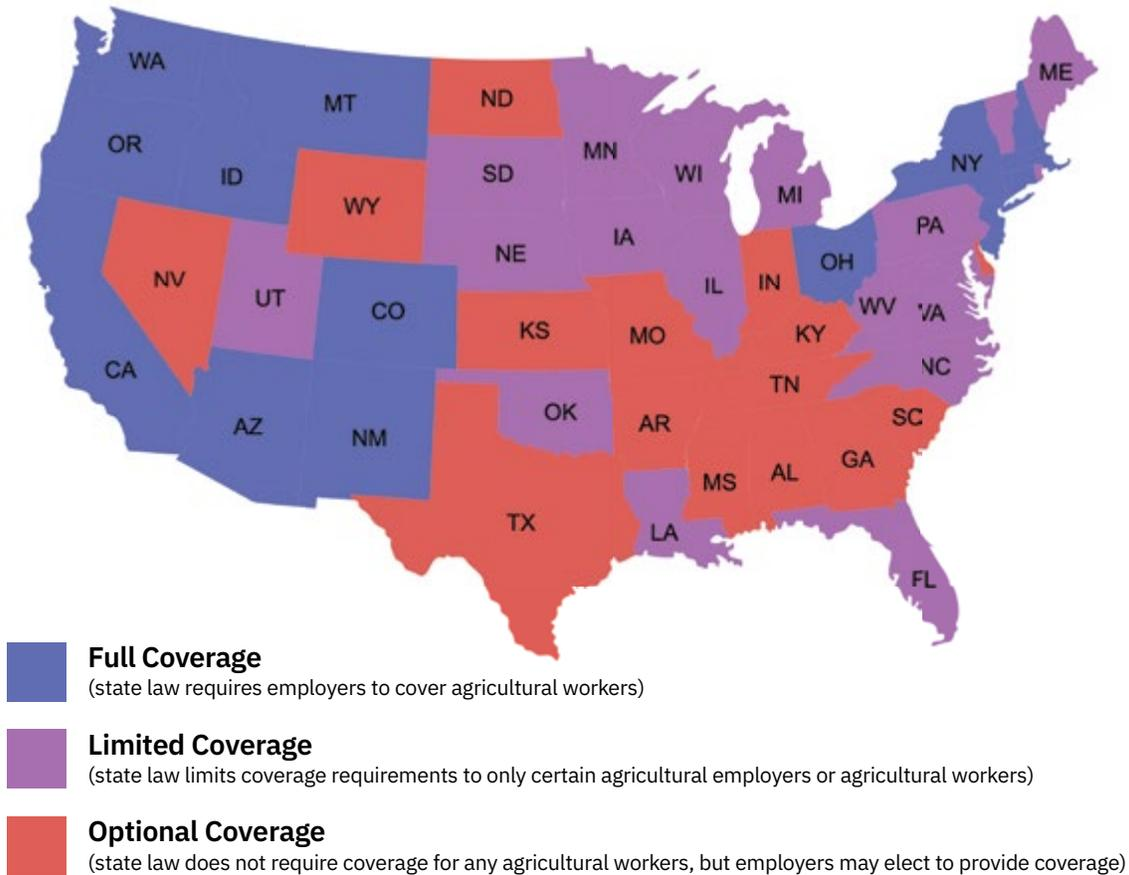 WA
MT
ND
ME
OR
ID
MN
SD
WI
MI
NY
WY
PA
NV
UT
NE
IA
IL
IN
OH
CO
WV
VA
KS
MO
KY
CA
NC
TN
AZ
NM
OK
AR
SC
MS
AL
GA
TX
LA
FL
Full Coverage
(state law requires employers to cover agricultural workers)
Limited Coverage
(state law limits coverage requirements to only certain agricultural employers or agricultural workers)
Optional Coverage
(state law does not require coverage for any agricultural workers, but employers may elect to provide coverage)